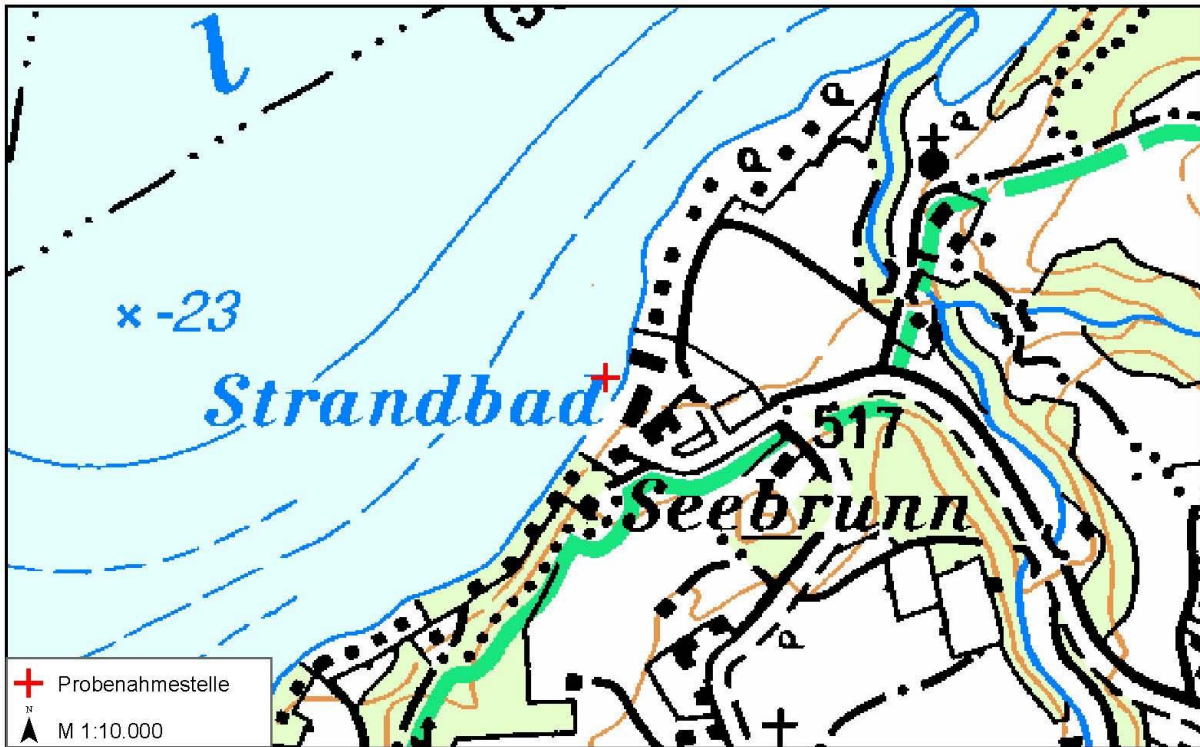 l
P
P
P
× -23
Strandbad
517
Seebrunn
P
Probenahmestelle
N
M 1:10.000